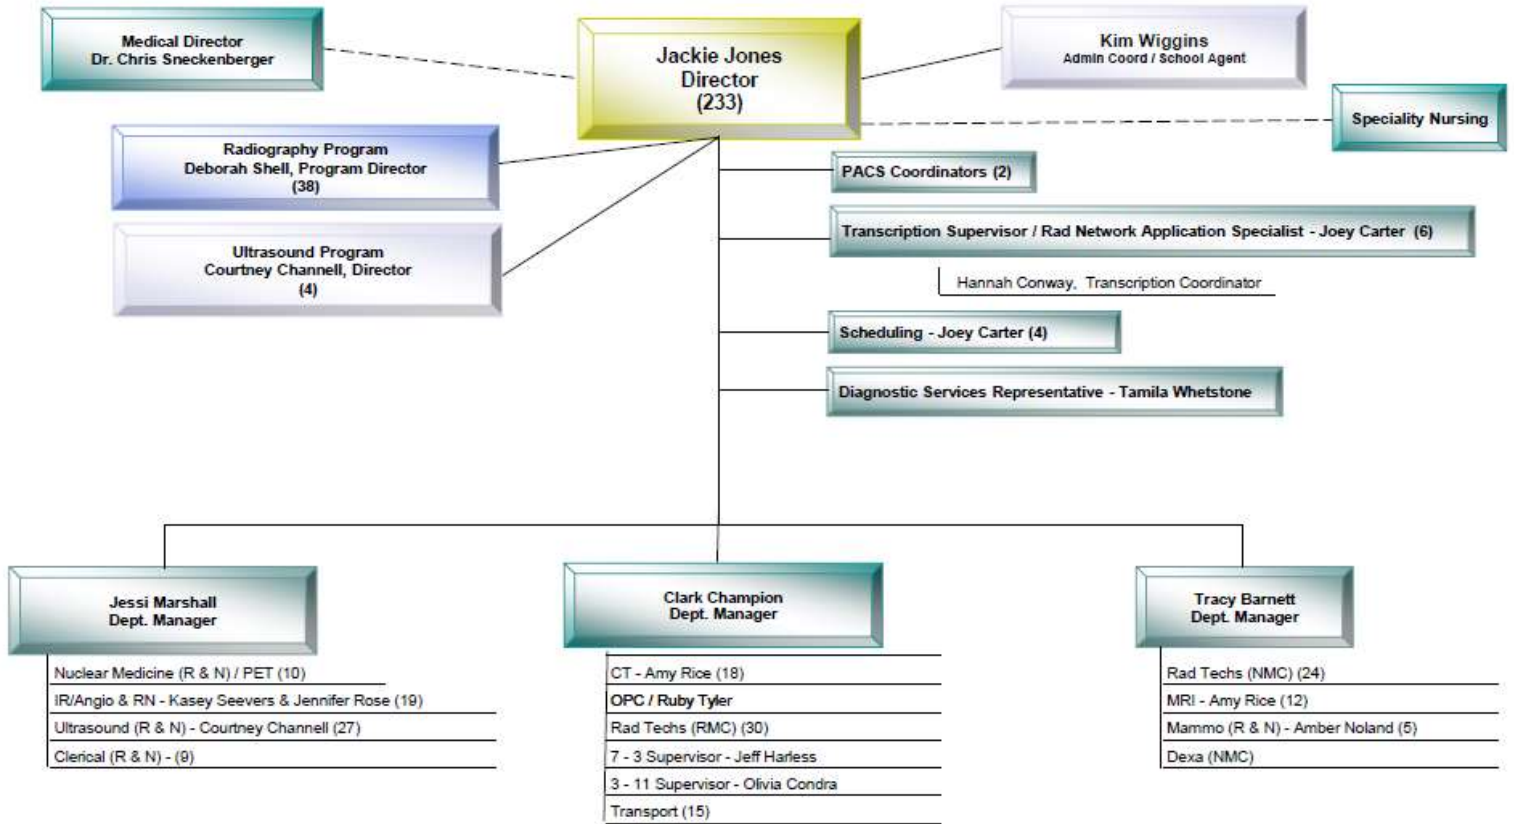 Medical Director
Dr. Chris Sneckenberger
Jackie Jones
Director
(233)
Kim Wiggins
Admin Coord / School Agent
Speciality Nursing
Radiography Program
Deborah Shell, Program Director
(38)
Ultrasound Program
Courtney Channell, Director
(4)
PACS Coordinators (2)
Transcription Supervisor / Rad Network Application Specialist - Joey Carter (6)
Hannah Conway, Transcription Coordinator
Scheduling - Joey Carter (4)
Diagnostic Services Representative - Tamila Whetstone
Jessi Marshall
Dept. Manager
Nuclear Medicine (R & N) / PET (10)
IR/Angio & RN - Kasey Seevers & Jennifer Rose (19)
Ultrasound (R & N) - Courtney Channell (27)
Clerical (R & N) - (9)
Clark Champion
Dept. Manager
CT - Amy Rice (18)
OPC / Ruby Tyler
Rad Techs (RMC) (30)
7 - 3 Supervisor - Jeff Harless
3 - 11 Supervisor - Olivia Condra
Transport (15)
Tracy Barnett
Dept. Manager
Rad Techs (NMC) (24)
MRI - Amy Rice (12)
Mammo (R & N) - Amber Noland (5)
Dexa (NMC)